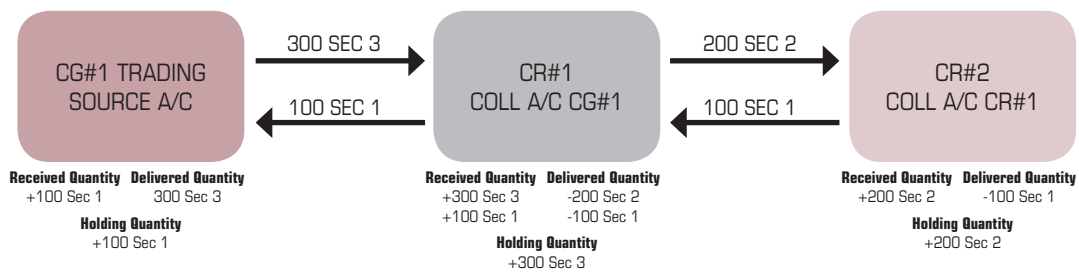 CG#1 TRADING
SOURCE A/C
300 SEC 3
100 SEC 1
CR#1
COLL A/C CG#1
200 SEC 2
100 SEC 1
CR#2
COLL A/C CR#1
Received Quantity Delivered Quantity
+100 Sec 1 300 Sec 3
Holding Quantity
+100 Sec 1
Received Quantity Delivered Quantity
+300 Sec 3 -200 Sec 2
+100 Sec 1 -100 Sec 1
Holding Quantity
+300 Sec 3
Received Quantity Delivered Quantity
+200 Sec 2 -100 Sec 1
Holding Quantity
+200 Sec 2